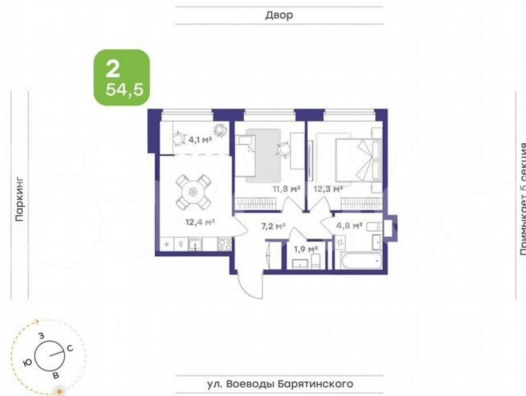 Двор
2
54,5
4,1 м²
11,8 м²
12,3 м²
12,4 м²
7,2 м²
4,8 м²
1,9 м²
Паркинг
Примыкает 5 секция
З
С
Ю
В
ул. Воеводы Барятинского